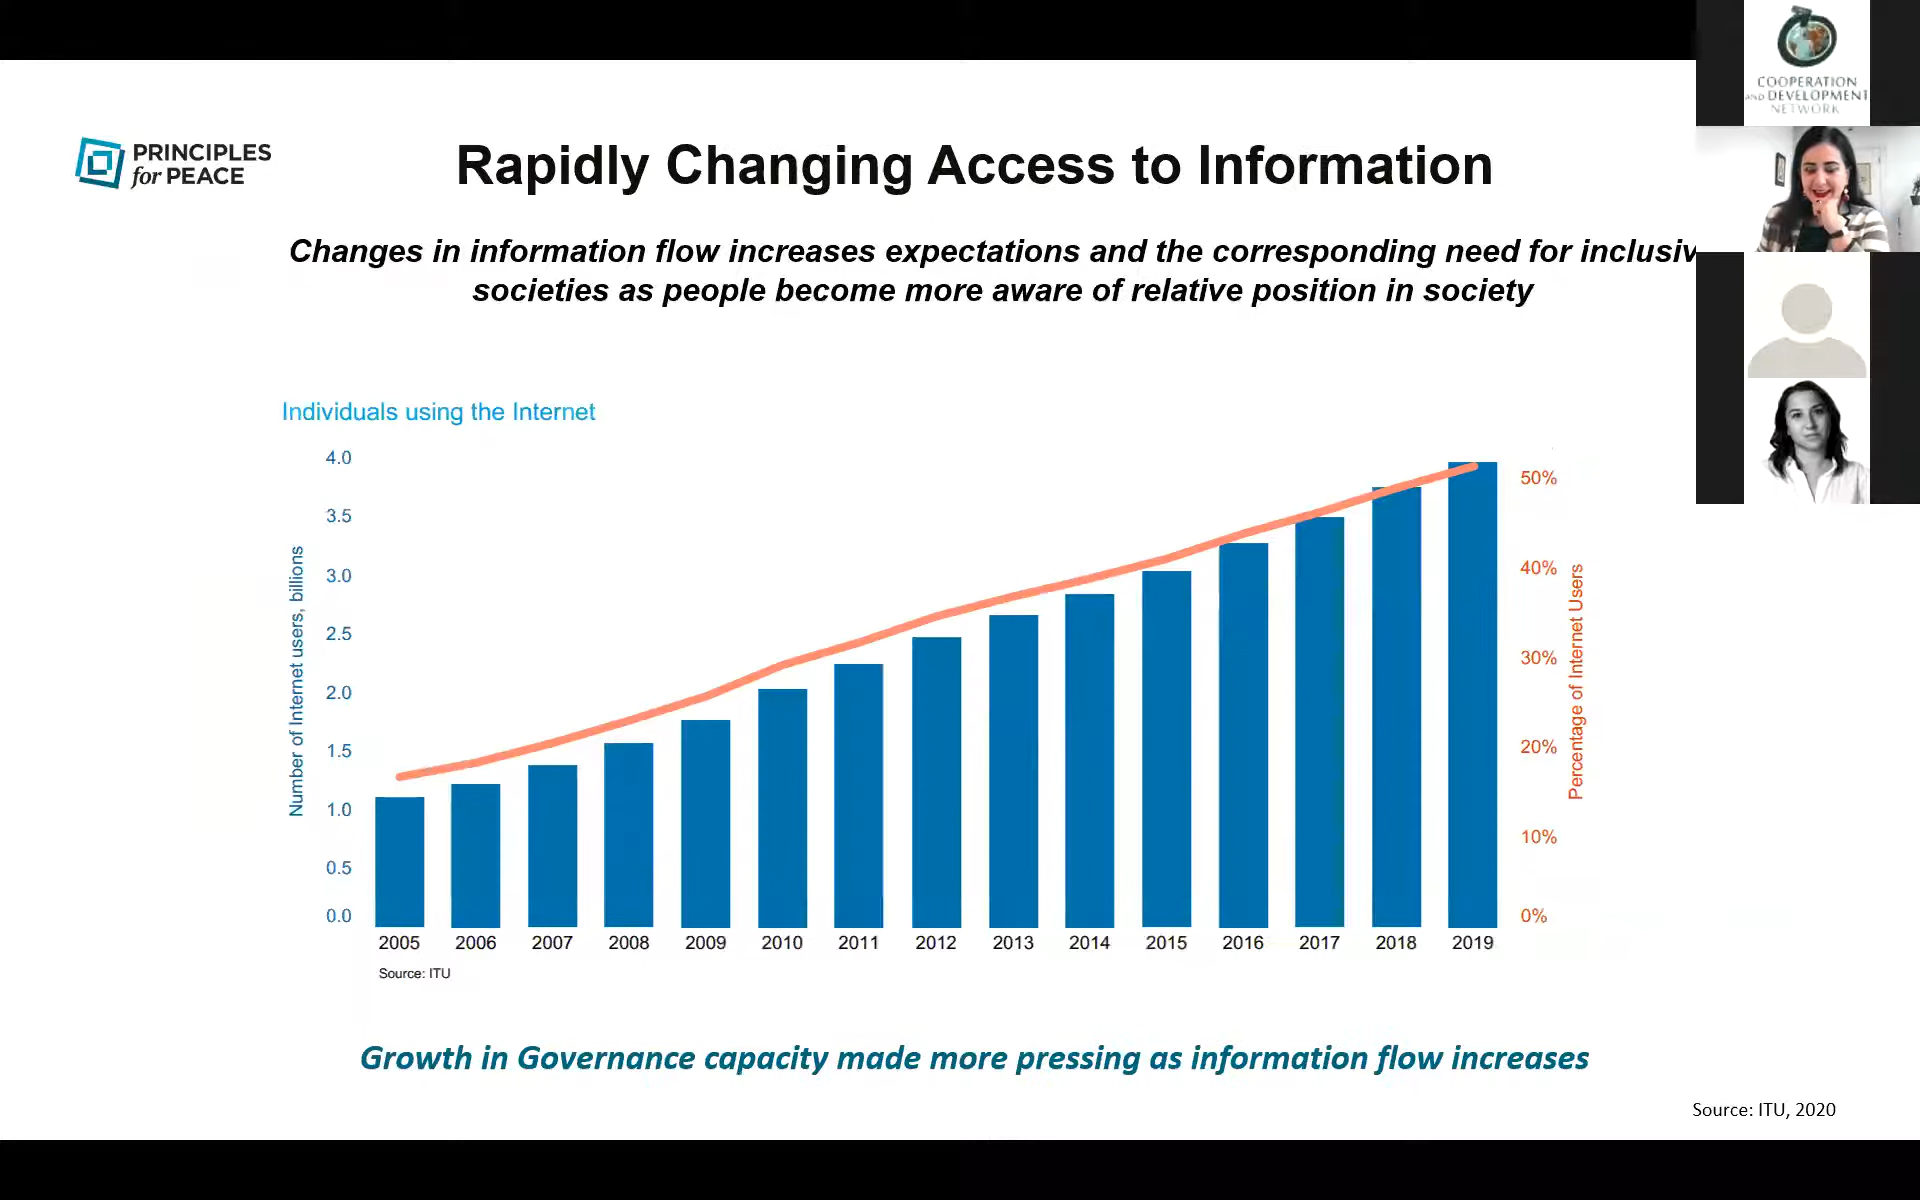 COOPERATION
AND DEVELOPMENT
NETWORK
PRINCIPLES
for PEACE
Rapidly Changing Access to Information
Changes in information flow increases expectations and the corresponding need for inclusiv
societies as people become more aware of relative position in society
Individuals using the Internet
Number of Internet users, billions
4.0
3.5
3.0
2.5
2.0
1.5
1.0
0.5
0.0
50%
40%
30%
20%
10%
0%
Percentage of Internet Users
2005 2006 2007 2008 2009 2010 2011 2012 2013 2014 2015 2016 2017 2018 2019
Source: ITU
Growth in Governance capacity made more pressing as information flow increases
Source: ITU, 2020